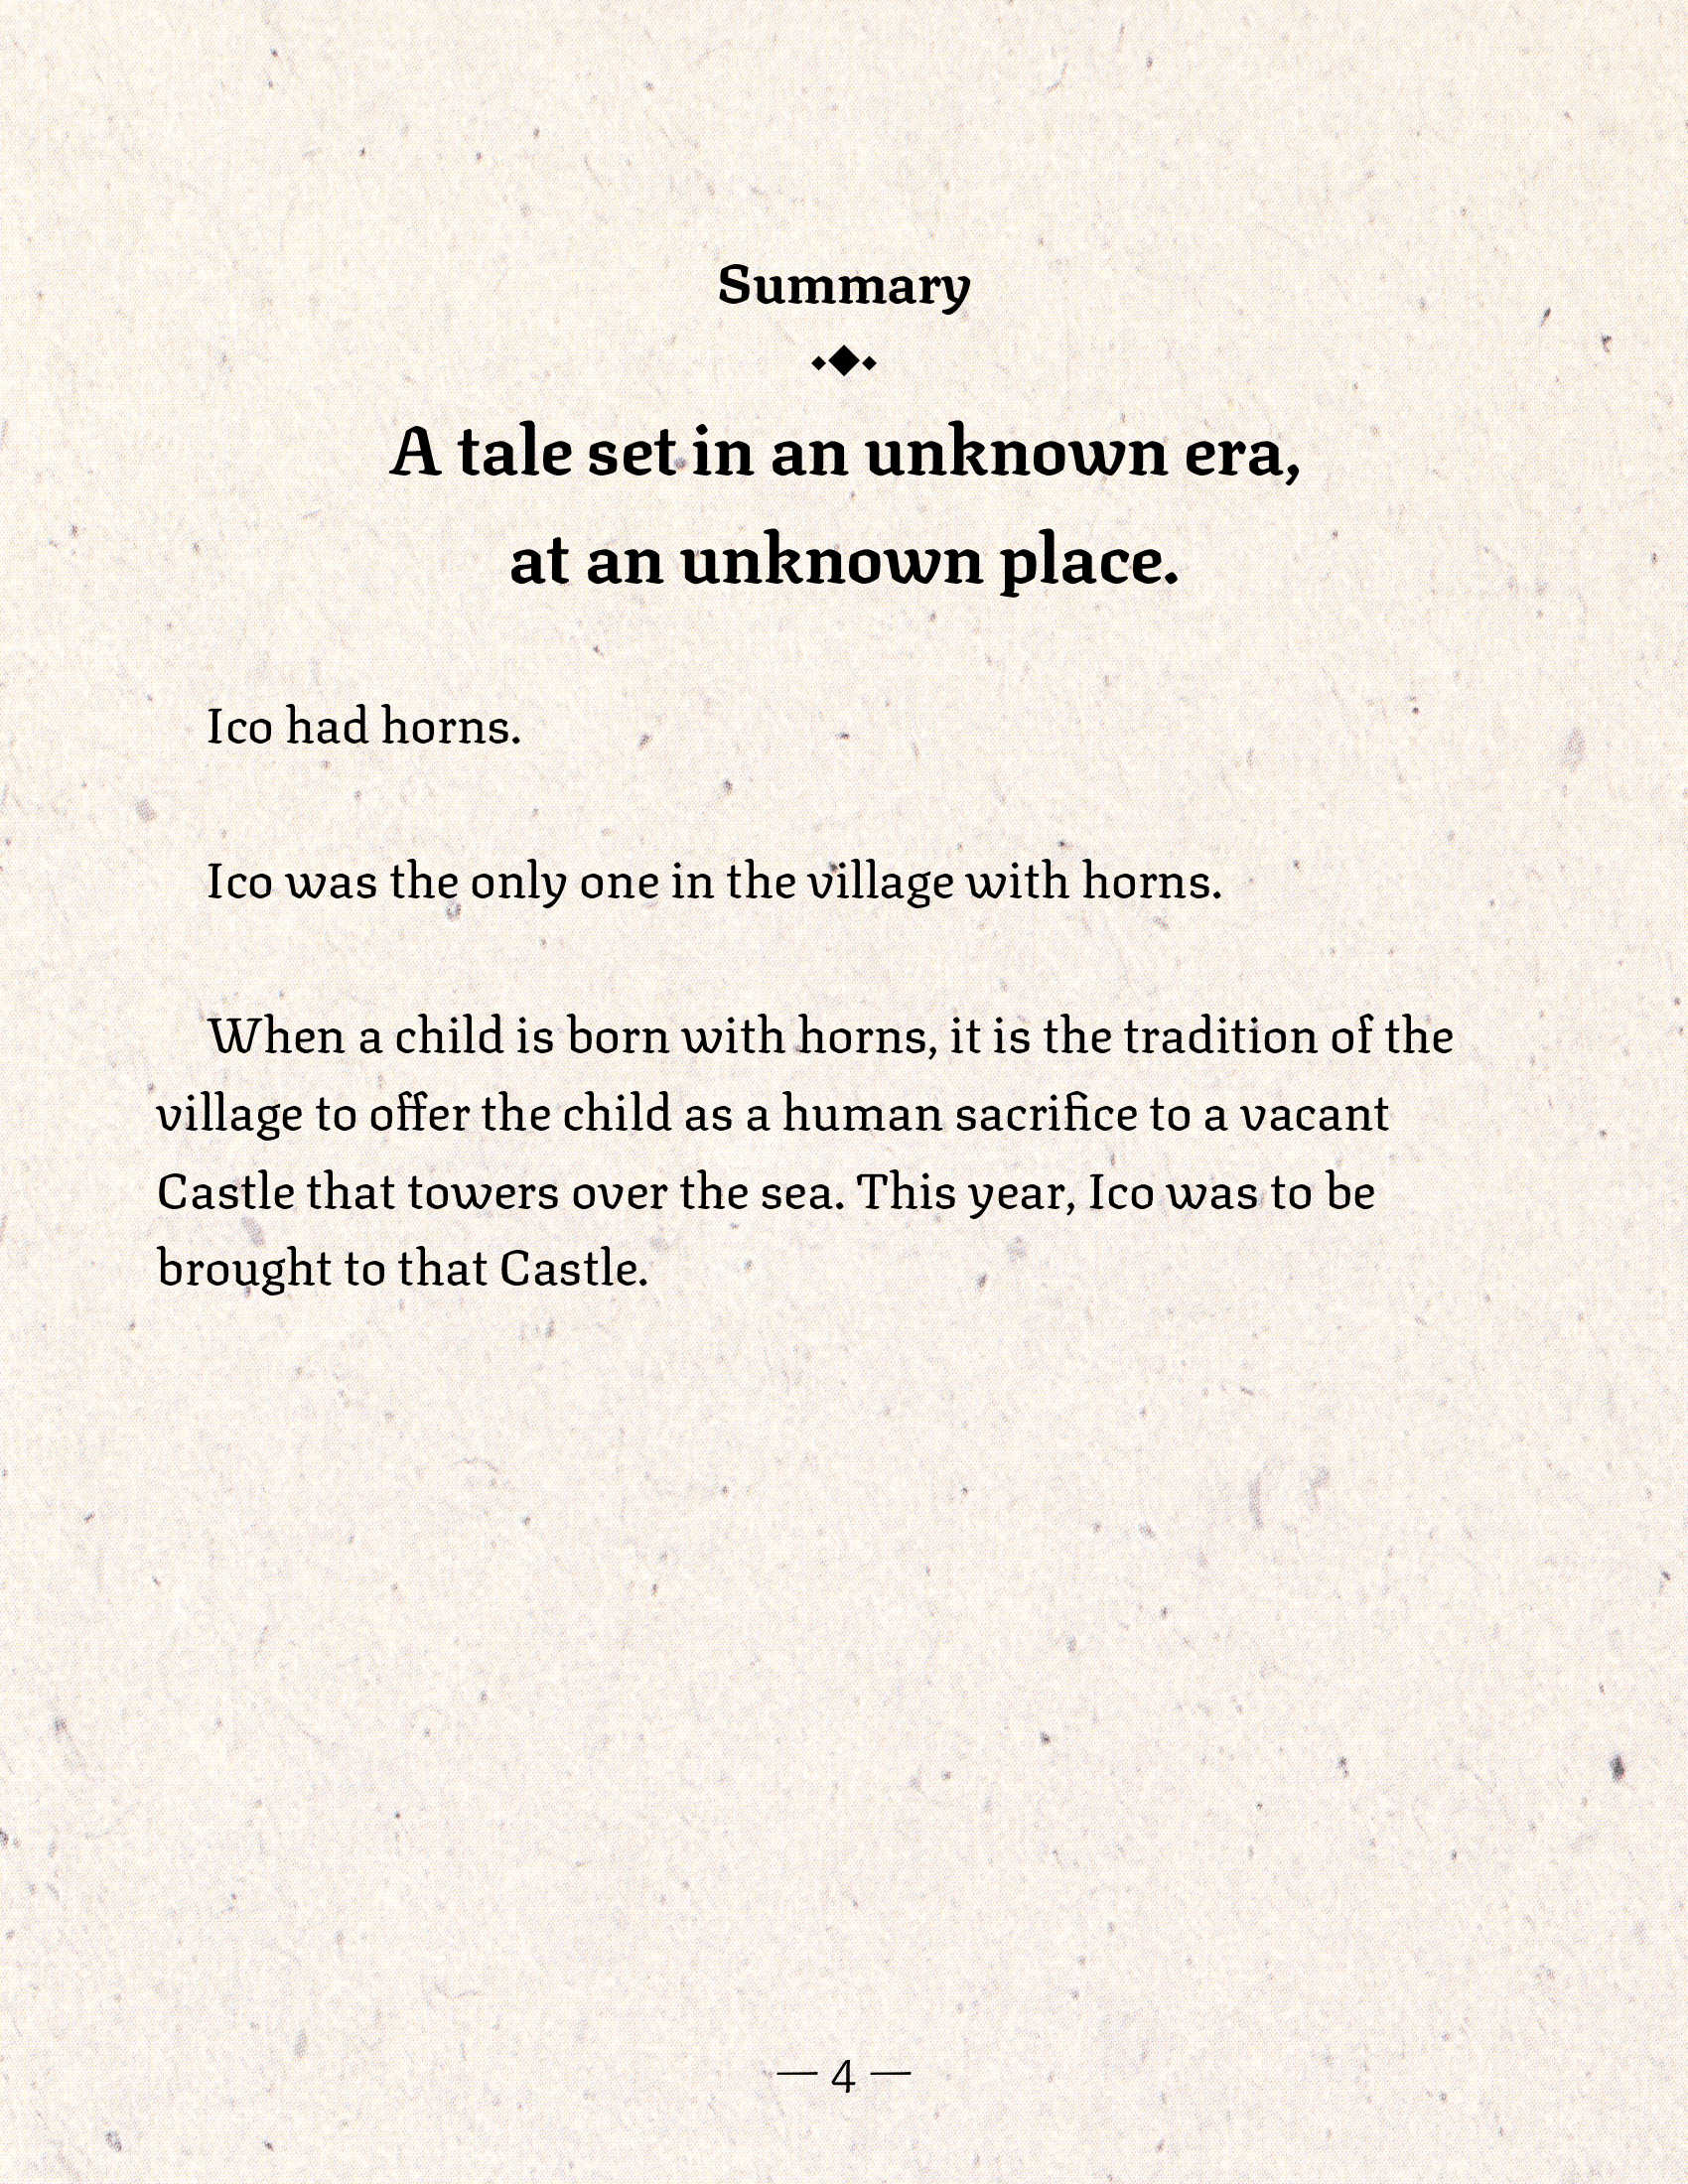 Summary
A tale set in an unknown era,
at an unknown place.
Ico had horns.
Ico was the only one in the village with horns.
When a child is born with horns, it is the tradition of the
village to offer the child as a human sacrifice to a vacant
Castle that towers over the sea. This year, Ico was to be
brought to that Castle.
— 4 —